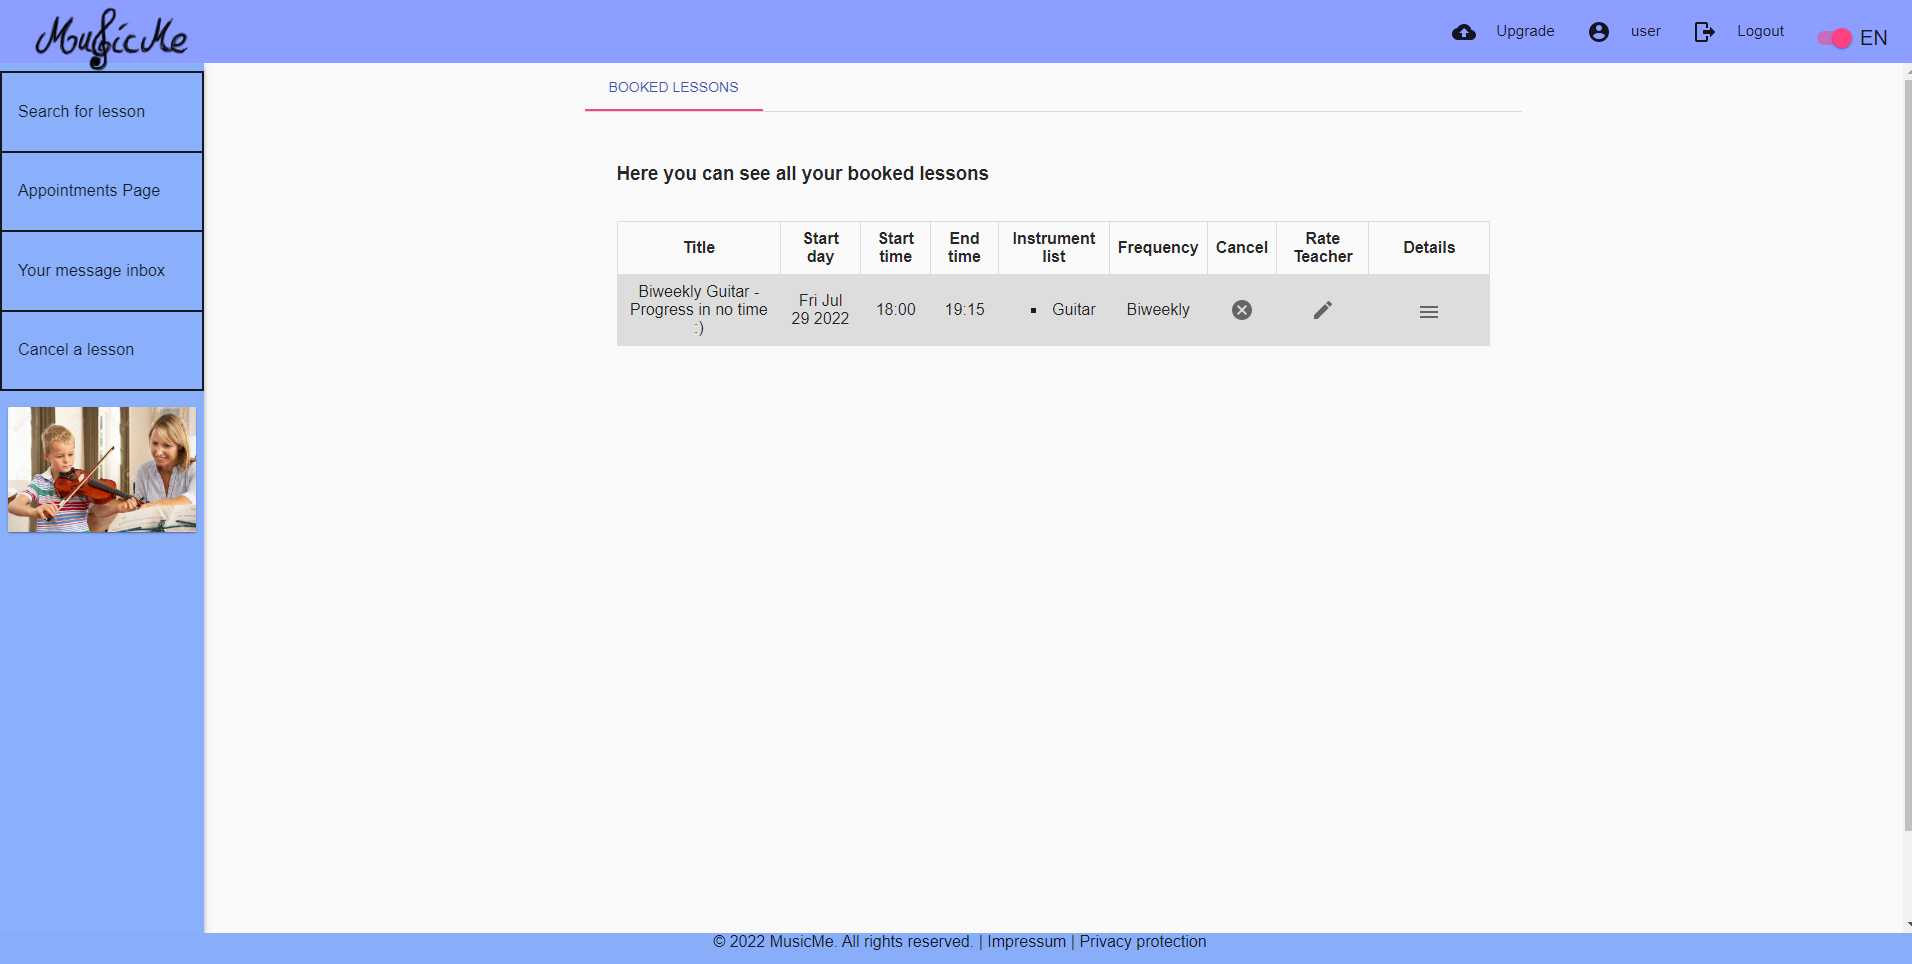 MusicMe
Upgrade
user
Logout
EN
Search for lesson
Appointments Page
Your message inbox
Cancel a lesson
BOOKED LESSONS
Here you can see all your booked lessons
Title
Start
day
Start
time
End
time
Instrument
list
Frequency
Cancel
Rate
Teacher
Details
Biweekly Guitar -
Progress in no time
:)
Fri Jul
29 2022
18:00
19:15
Guitar
Biweekly
© 2022 MusicMe. All rights reserved. | Impressum | Privacy protection